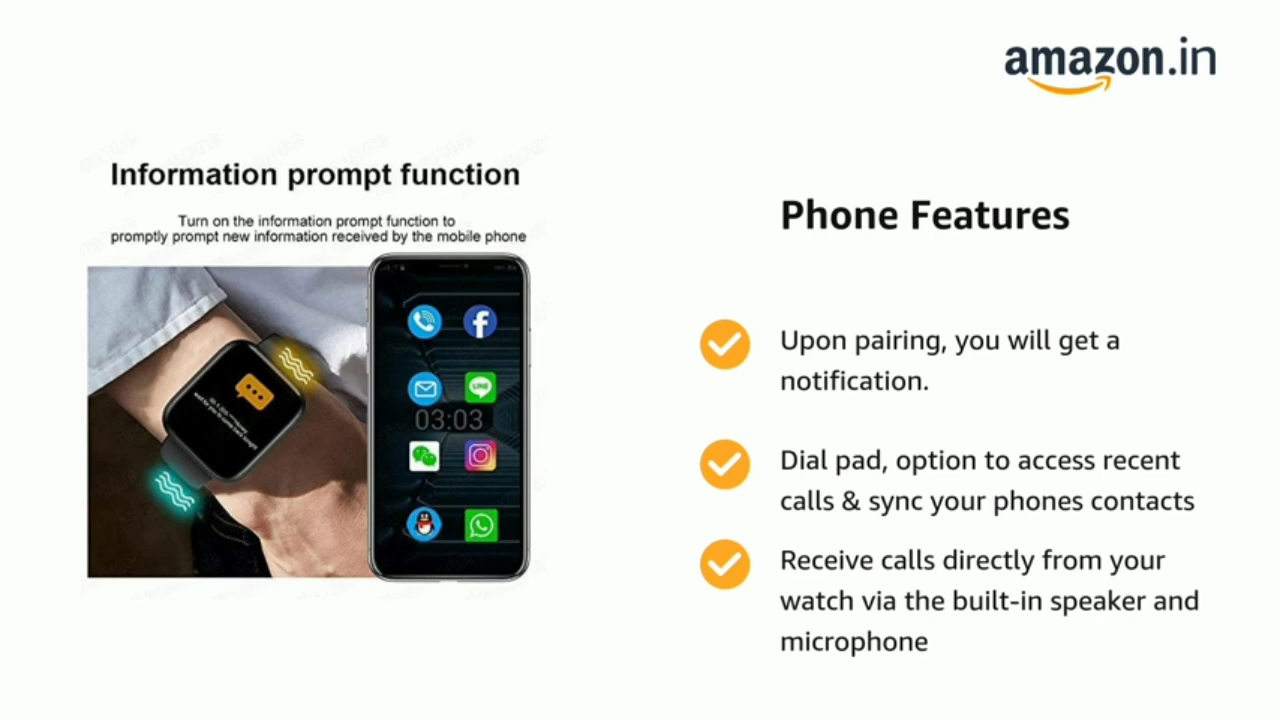 amazon.in
Information prompt function
Turn on the information prompt function to
promptly prompt new information received by the mobile phone
03:03
LINE
Phone Features
Upon pairing, you will get a
notification.
Dial pad, option to access recent
calls & sync your phones contacts
Receive calls directly from your
watch via the built-in speaker and
microphone